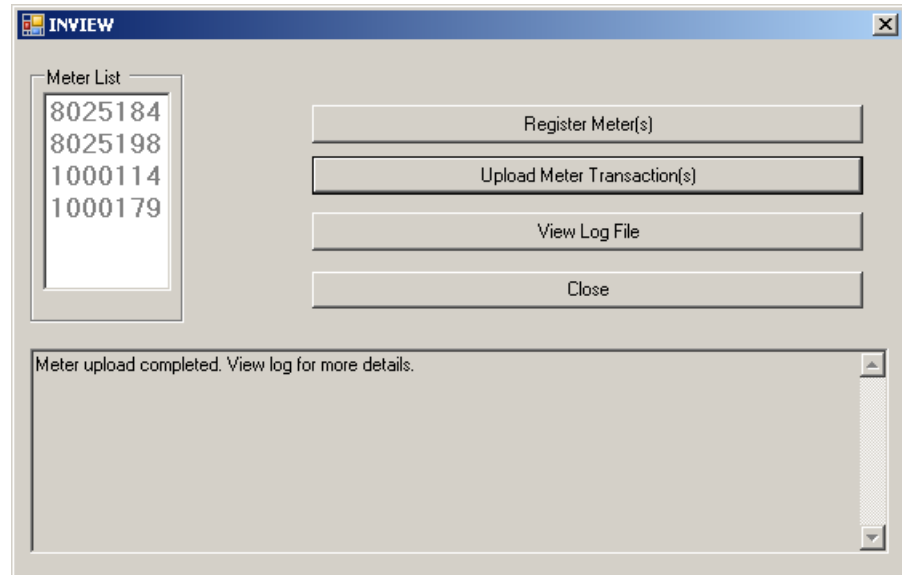 INVIEW
Meter List
8025184
8025198
1000114
1000179
Register Meter(s)
Upload Meter Transaction(s)
View Log File
Close
Meter upload completed. View log for more details.